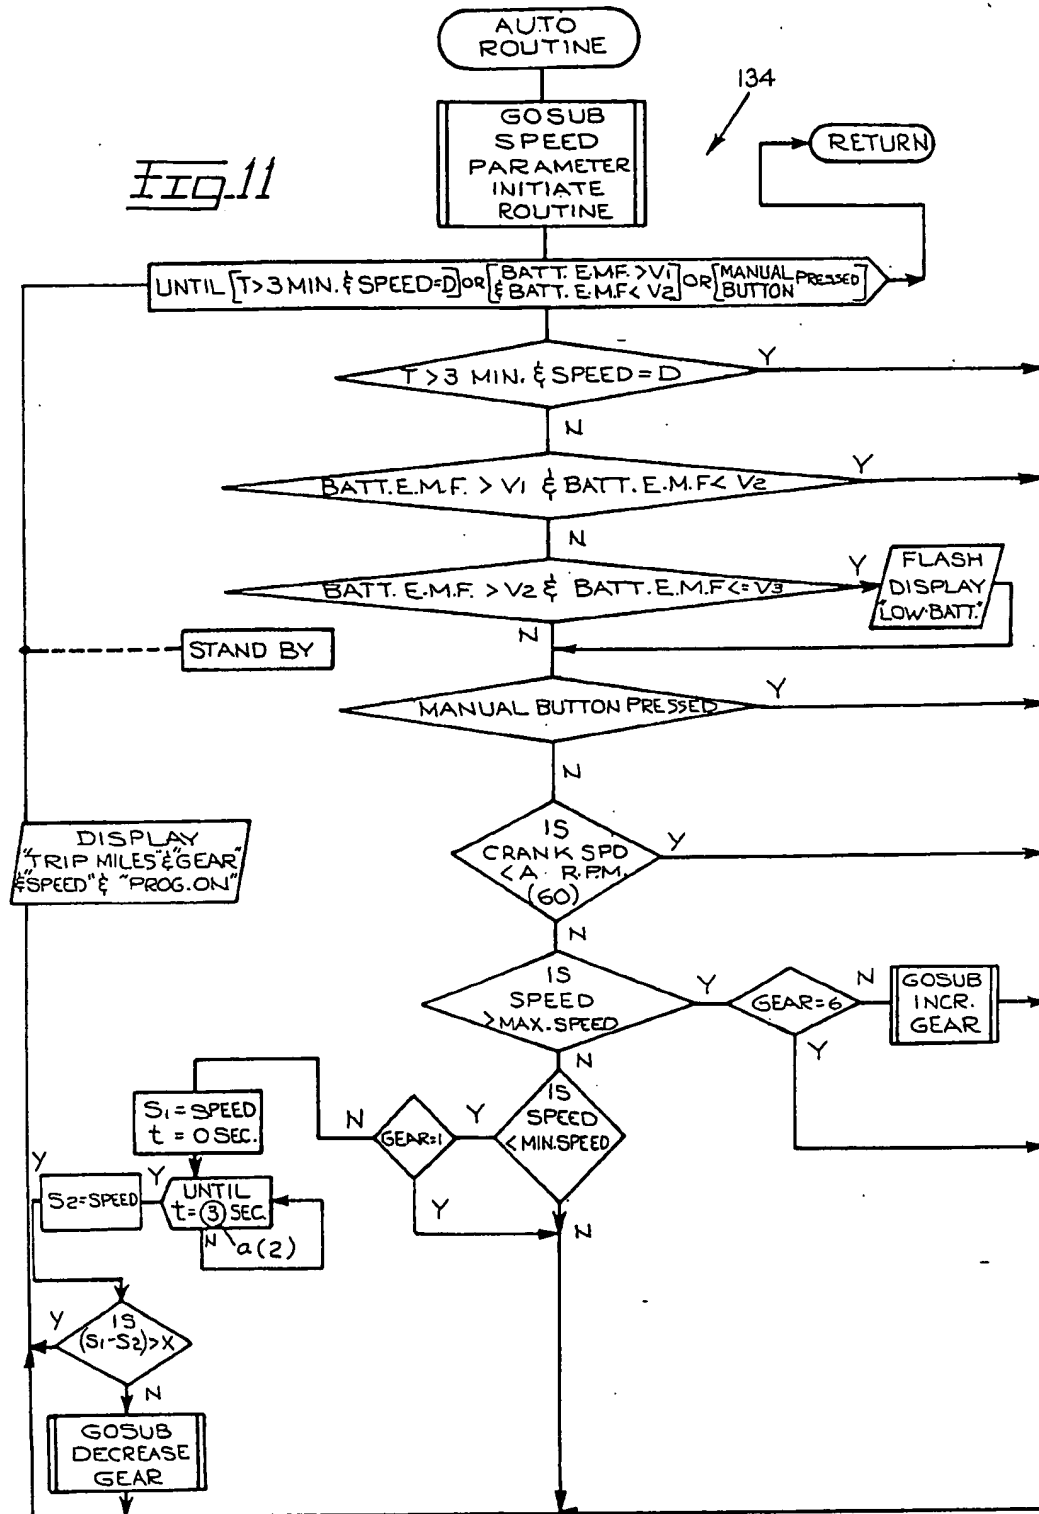 AUTO
ROUTINE
134
GOSUB
SPEED
PARAMETER
INITIATE
ROUTINE
RETURN
Fig. 11
UNTIL [T>3 MIN. & SPEED=D] OR [BATT. E.M.F. >V1 & BATT. E.M.F< V2] OR [MANUAL BUTTON PRESSED]
T >3 MIN. & SPEED = D
Y
N
BATT. E.M.F. > V1 & BATT. E.M.F< V2
Y
N
BATT. E.M.F. >V2 & BATT. E.M.F<=V3
Y
FLASH
DISPLAY
"LOW·BATT."
N
STAND BY
MANUAL BUTTON PRESSED
Y
N
DISPLAY
"TRIP MILES"&"GEAR"
&"SPEED"& "PROG.ON"
IS
CRANK SPD
<A R.P.M.
(60)
Y
N
IS
SPEED
>MAX.SPEED
Y
GEAR=6
N
GOSUB
INCR.
GEAR
Y
N
IS
SPEED
<MIN.SPEED
Y
GEAR=1
N
Y
N
S1=SPEED
t = 0 SEC.
UNTIL
t=3 SEC.
N
a(2)
Y
S2=SPEED
Y
IS
(S1-S2)>X
Y
N
GOSUB
DECREASE
GEAR